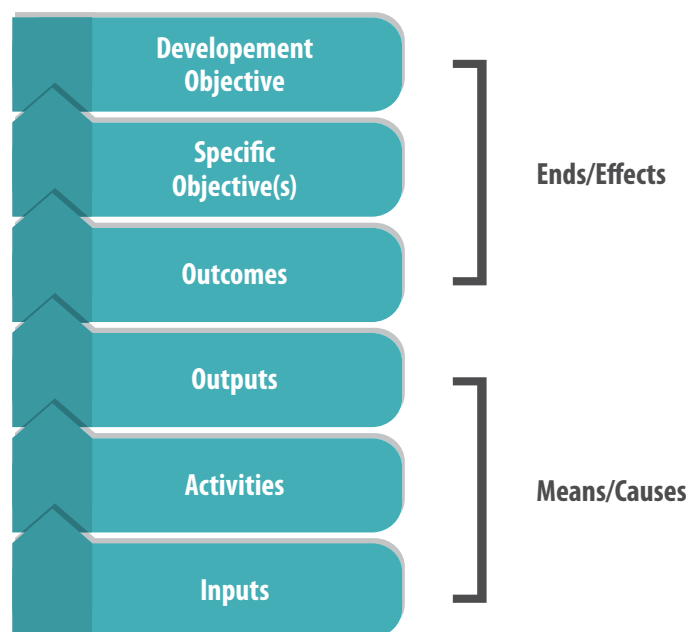 Developement
Objective
Specific
Objective(s)
Ends/Effects
Outcomes
Outputs
Activities
Means/Causes
Inputs